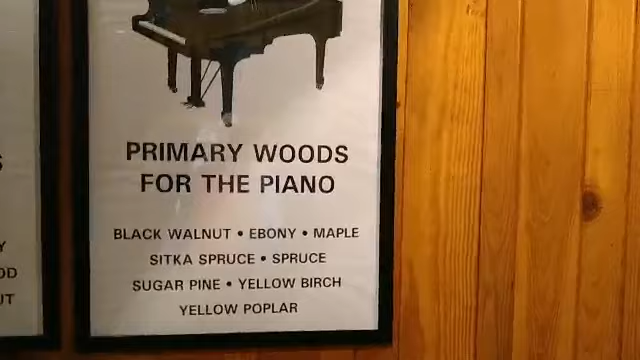 PRIMARY WOODS
FOR THE PIANO
BLACK WALNUT • EBONY • MAPLE
SITKA SPRUCE • SPRUCE
SUGAR PINE • YELLOW BIRCH
YELLOW POPLAR